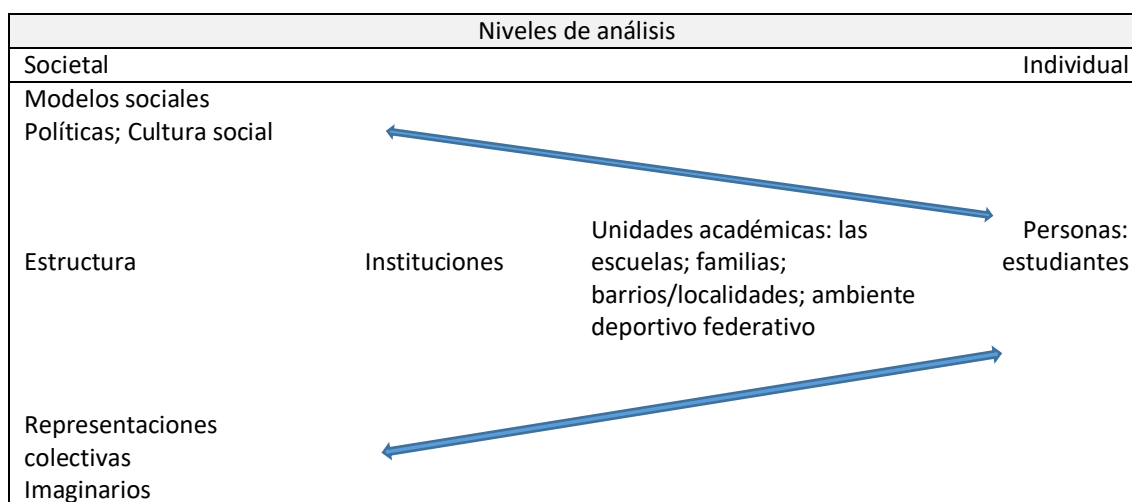 Niveles de análisis
Societal
Individual
Modelos sociales
Políticas; Cultura social
Estructura
Instituciones
Unidades académicas: las
escuelas; familias;
barrios/localidades; ambiente
deportivo federativo
Personas:
estudiantes
Representaciones
colectivas
Imaginarios